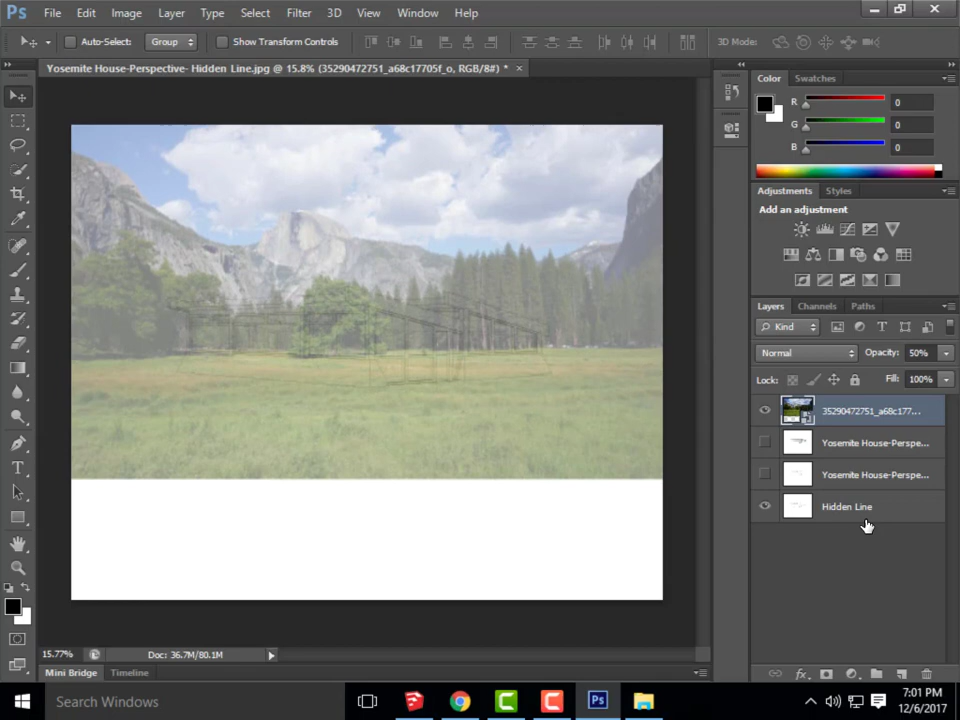 Ps File Edit Image Layer Type Select Filter 3D View Window Help
Auto-Select: Group Show Transform Controls 3D Mode:
Yosemite House-Perspective- Hidden Line.jpg @ 15.8% (35290472751_a68c17705f_o, RGB/8#) * ×
Color Swatches
R 0
G 0
B 0
Adjustments Styles
Add an adjustment
Layers Channels Paths
Kind T
Normal Opacity: 50%
Lock: Fill: 100%
35290472751_a68c177...
Yosemite House-Perspe...
Yosemite House-Perspe...
Hidden Line
T
15.77% Doc: 36.7M/80.1M
Mini Bridge Timeline
fx
Search Windows
Ps
7:01 PM
12/6/2017